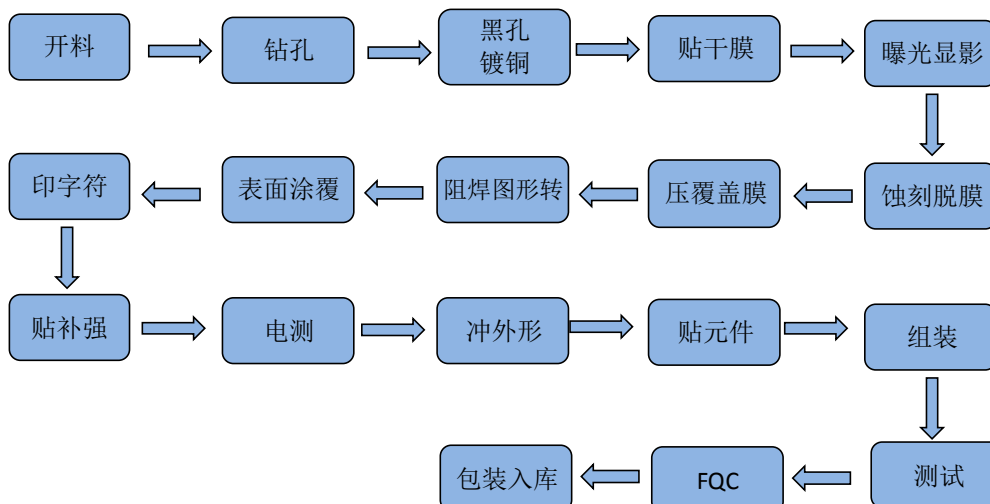 开料
钻孔
黑孔
镀铜
贴干膜
曝光显影
蚀刻脱膜
压覆盖膜
阻焊图形转
表面涂覆
印字符
贴补强
电测
冲外形
贴元件
组装
测试
FQC
包装入库